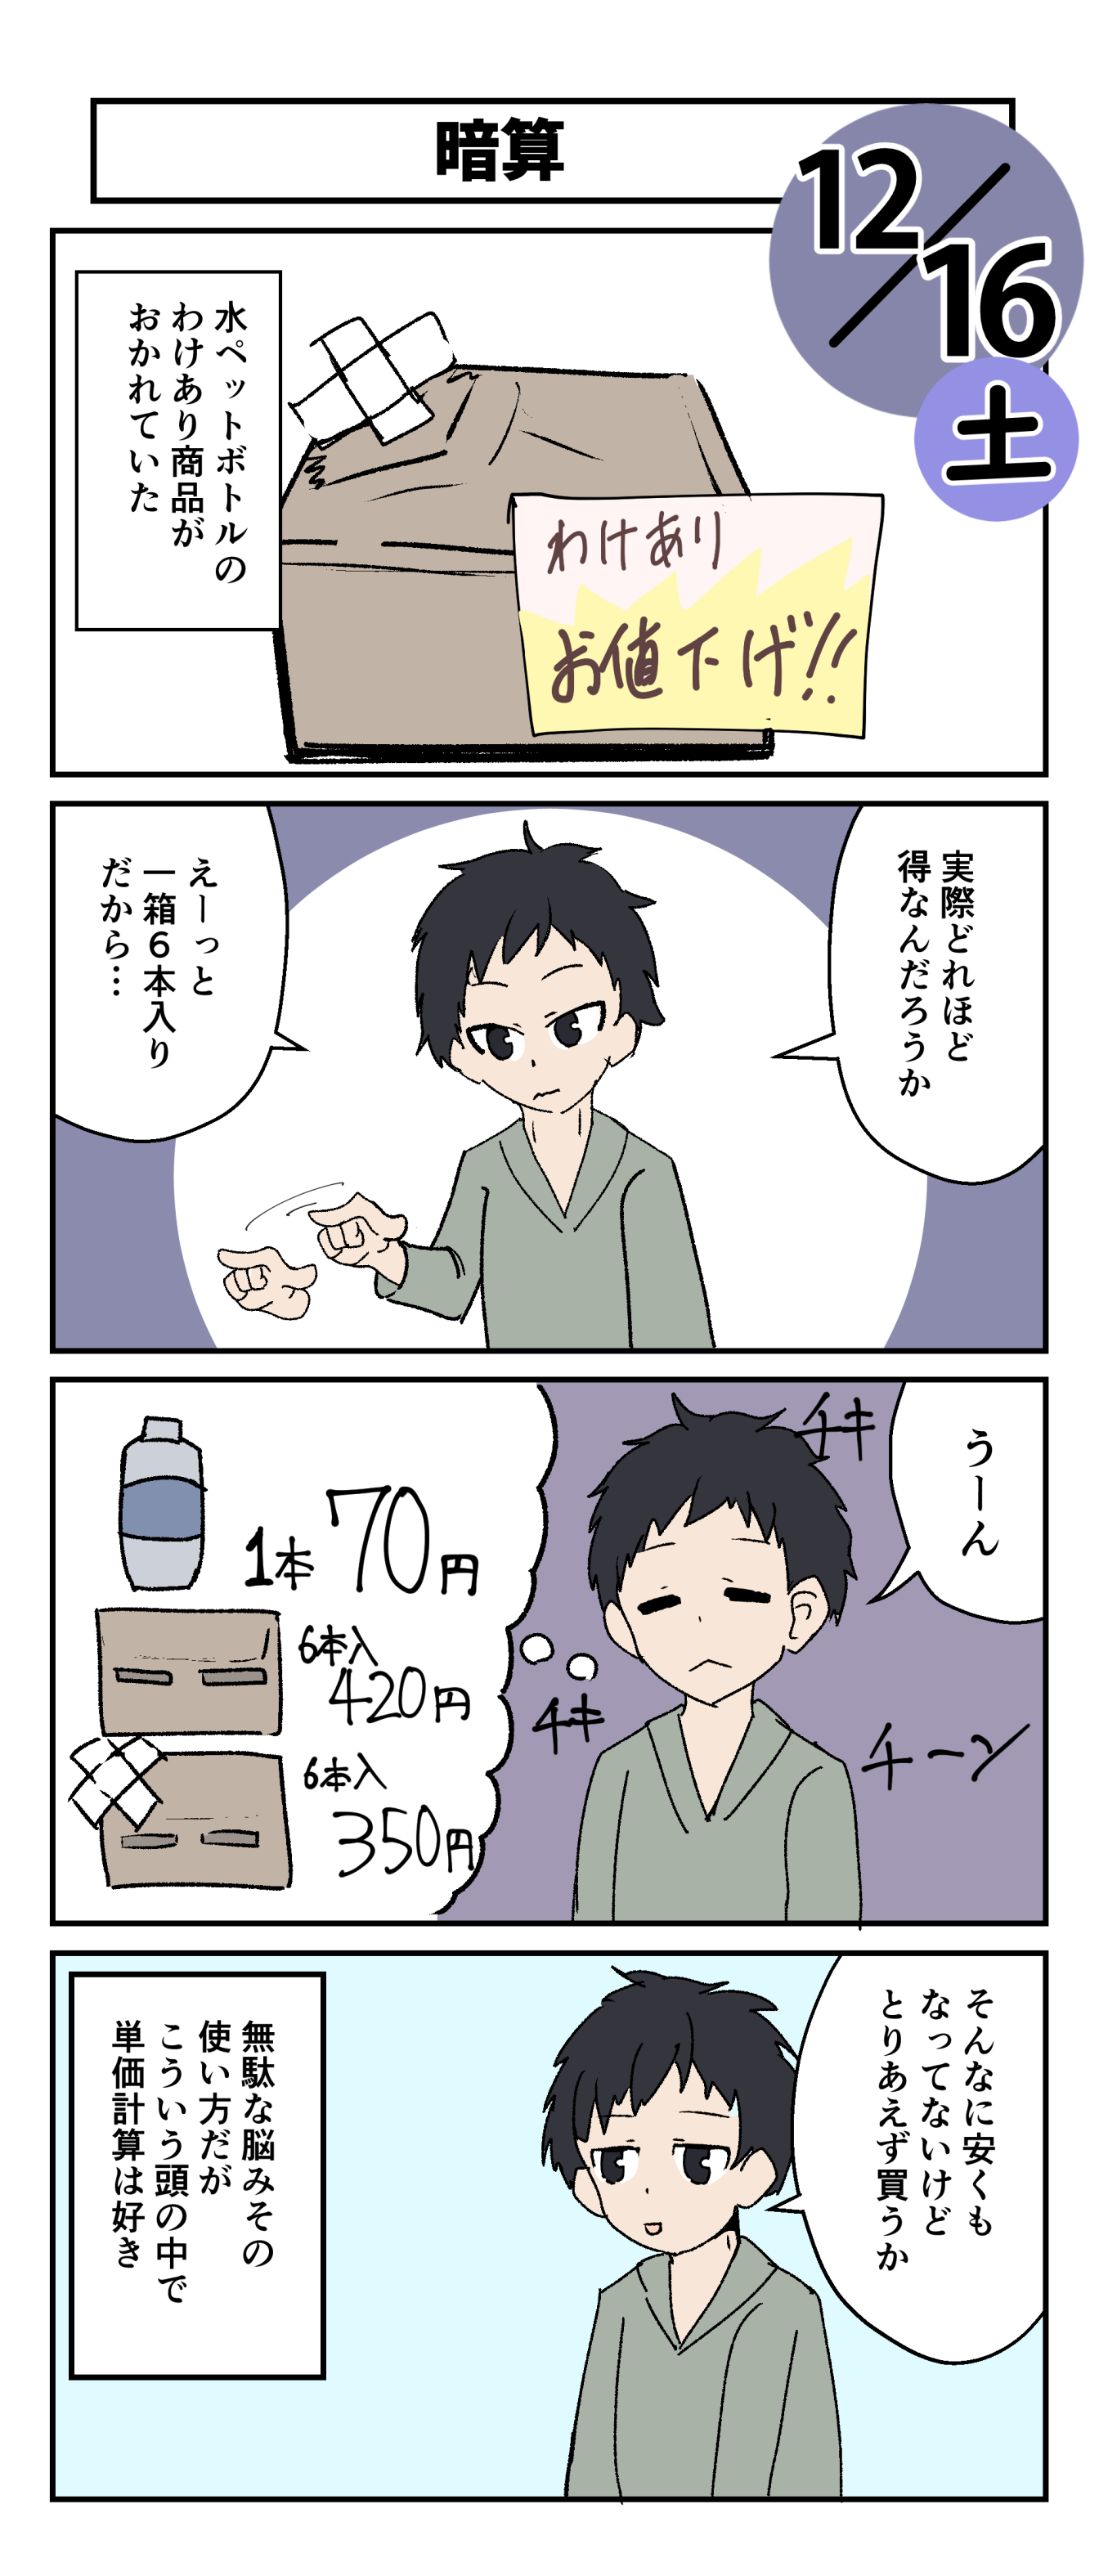 暗算
12/16
土
水ペットボトルの
わけあり商品が
おかれていた
わけあり
お値下げ!!
実際どれほど
得なんだろうか
えーっと
一箱6本入り
だから…
うーん
チキ
チキ
チーン
1本 70円
6本入
420円
6本入
350円
そんなに安くも
なってないけど
とりあえず買うか
無駄な脳みその
使い方だが
こういう頭の中で
単価計算は好き